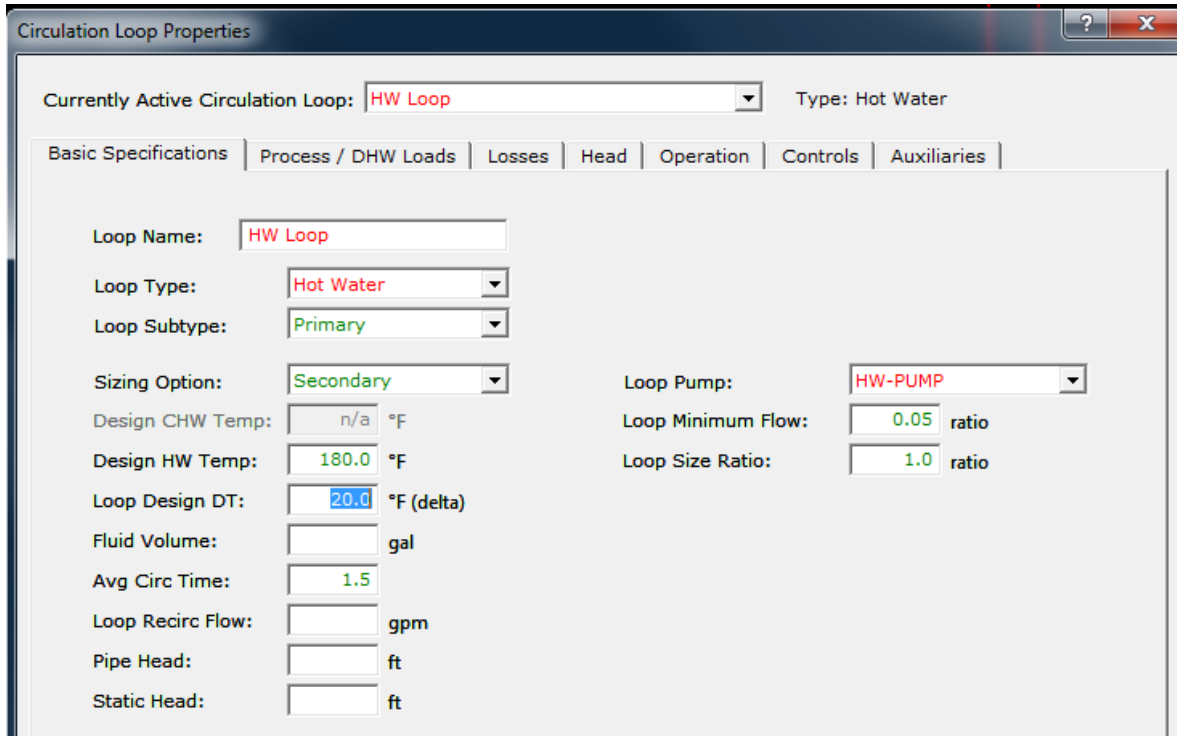 Circulation Loop Properties ? X
Currently Active Circulation Loop: HW Loop Type: Hot Water
Basic Specifications Process / DHW Loads Losses Head Operation Controls Auxiliaries
Loop Name: HW Loop
Loop Type: Hot Water
Loop Subtype: Primary
Sizing Option: Secondary Loop Pump: HW-PUMP
Design CHW Temp: n/a °F Loop Minimum Flow: 0.05 ratio
Design HW Temp: 180.0 °F Loop Size Ratio: 1.0 ratio
Loop Design DT: 20.0 °F (delta)
Fluid Volume: gal
Avg Circ Time: 1.5
Loop Recirc Flow: gpm
Pipe Head: ft
Static Head: ft